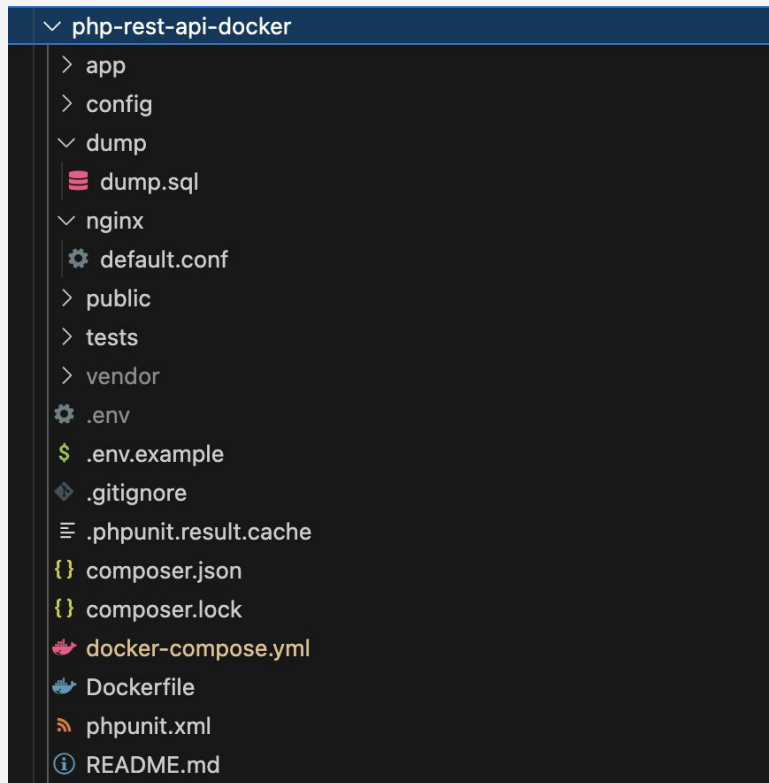 php-rest-api-docker
app
config
dump
dump.sql
nginx
default.conf
public
tests
vendor
.env
.env.example
.gitignore
.phpunit.result.cache
composer.json
composer.lock
docker-compose.yml
Dockerfile
phpunit.xml
README.md